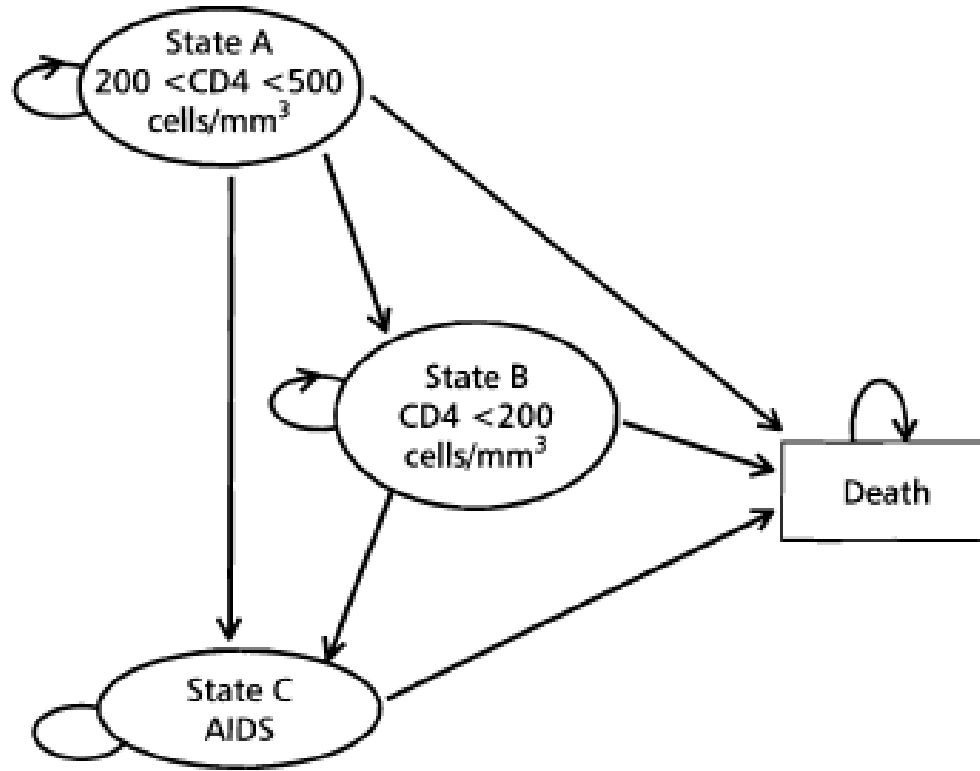 State A
200 <CD4 <500
cells/mm³
State B
CD4 <200
cells/mm³
Death
State C
AIDS